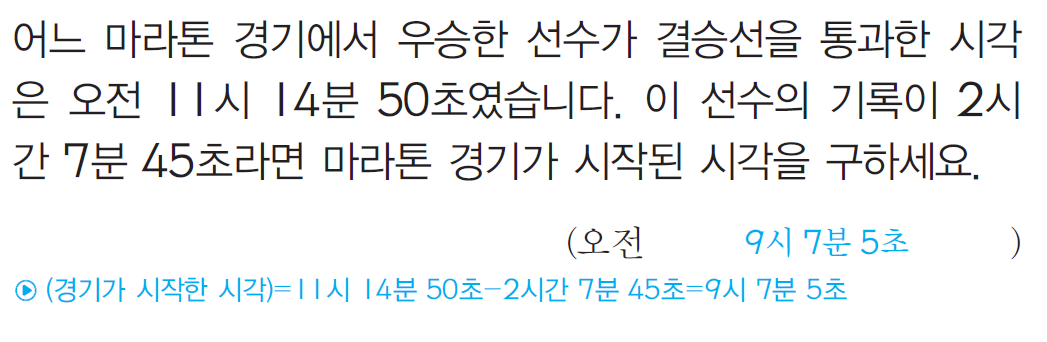 어느 마라톤 경기에서 우승한 선수가 결승선을 통과한 시각
은 오전 11시 14분 50초였습니다. 이 선수의 기록이 2시
간 7분 45초라면 마라톤 경기가 시작된 시각을 구하세요.
(오전 9시 7분 5초 )
▶ (경기가 시작한 시각)=11시 14분 50초-2시간 7분 45초=9시 7분 5초